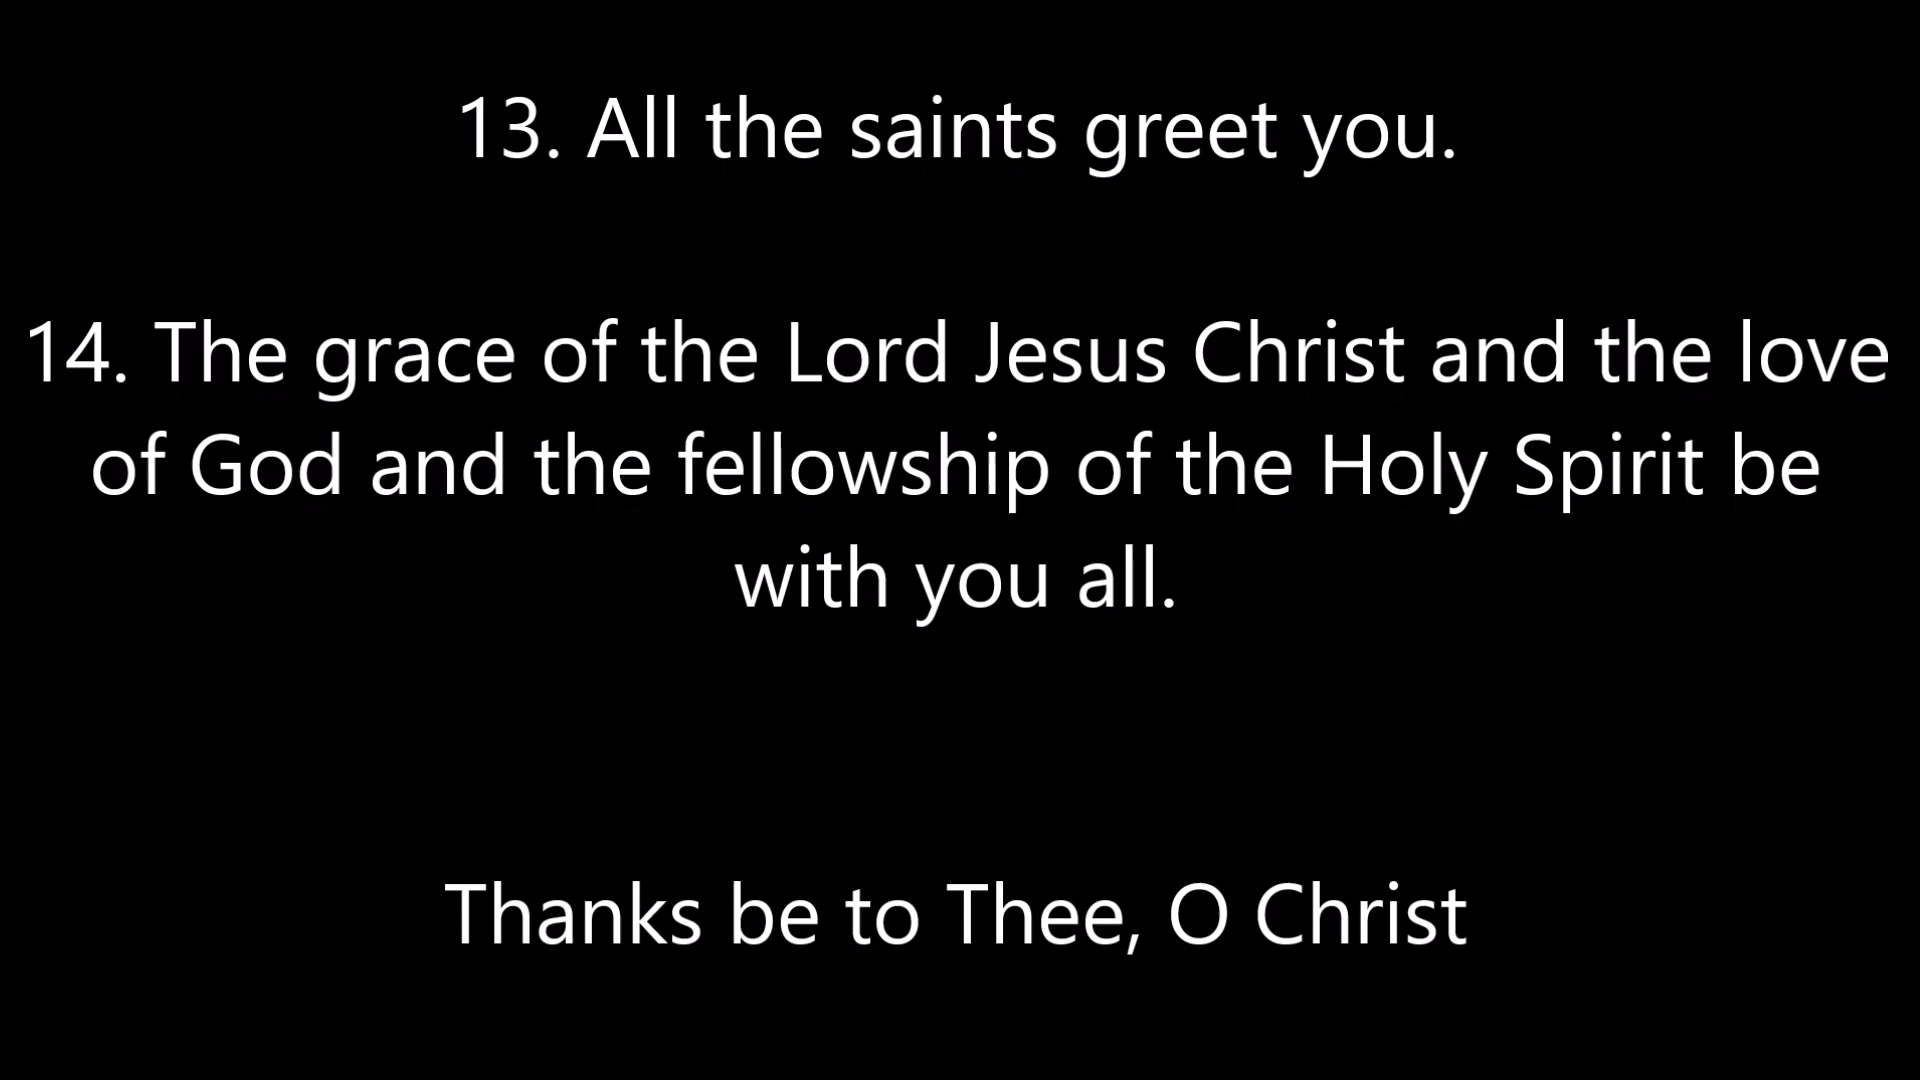 13. All the saints greet you.
14. The grace of the Lord Jesus Christ and the love
of God and the fellowship of the Holy Spirit be
with you all.
Thanks be to Thee, O Christ